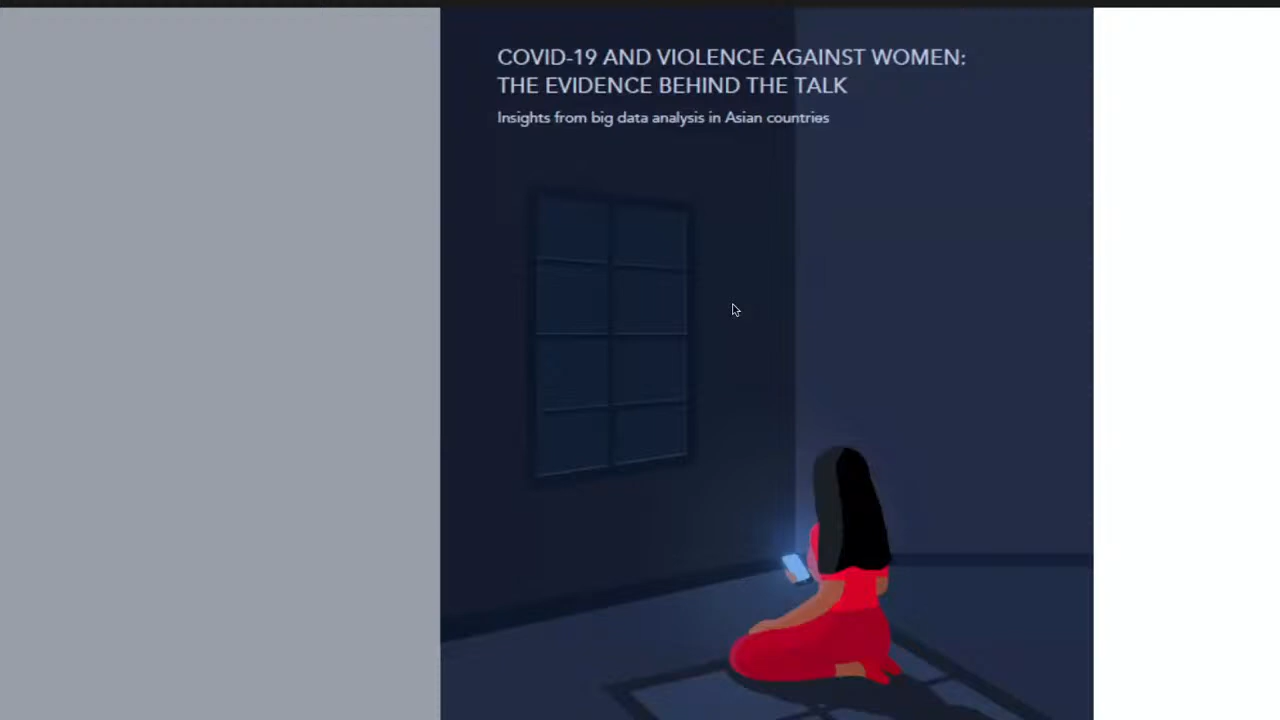 COVID-19 AND VIOLENCE AGAINST WOMEN:
THE EVIDENCE BEHIND THE TALK
Insights from big data analysis in Asian countries